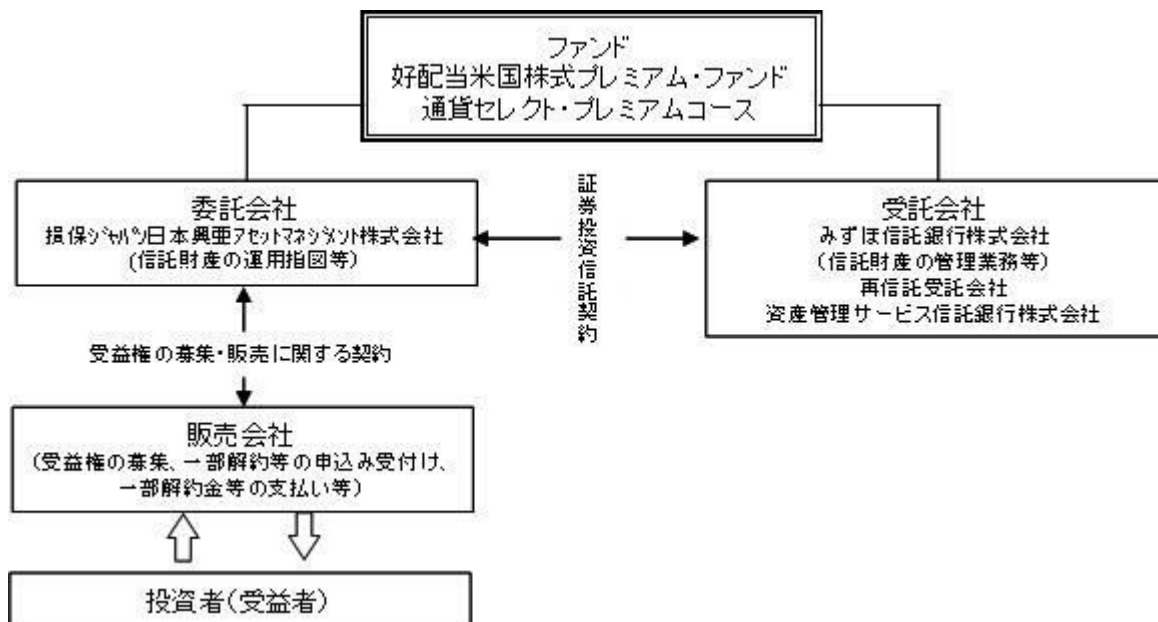 ファンド
好配当米国株式プレミアム・ファンド
通貨セレクト・プレミアムコース
委託会社
損保ジャパン日本興亜アセットマネジメント株式会社
(信託財産の運用指図等)
証券投資信託契約
受託会社
みずほ信託銀行株式会社
(信託財産の管理業務等)
再信託受託会社
資産管理サービス信託銀行株式会社
受益権の募集・販売に関する契約
販売会社
(受益権の募集、一部解約等の申込み受付け、
一部解約金等の支払い等)
投資者(受益者)